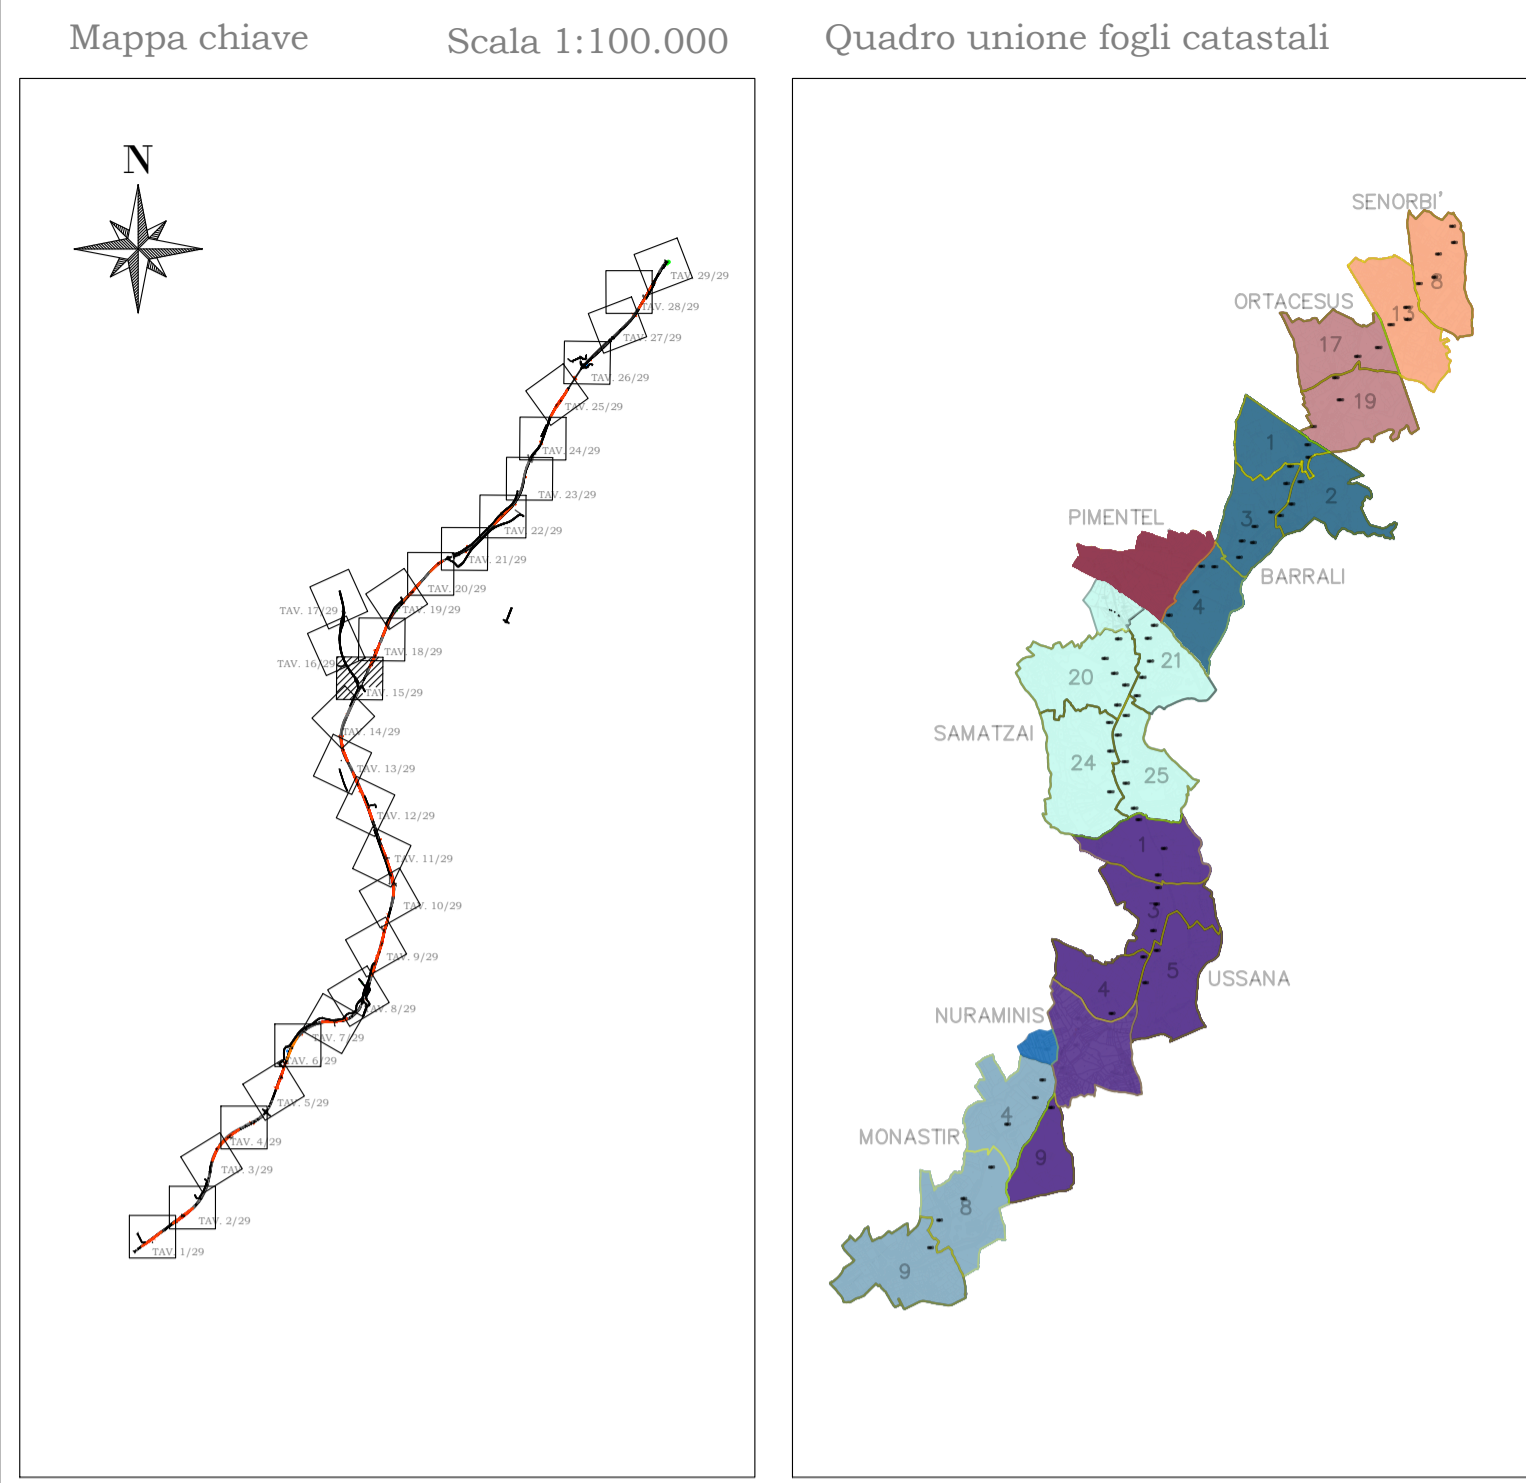 Mappa chiave
Scala 1:100.000
Quadro unione fogli catastali
N
TAV. 29/29
TAV. 28/29
TAV. 27/29
TAV. 26/29
TAV. 25/29
TAV. 24/29
TAV. 23/29
TAV. 22/29
TAV. 21/29
TAV. 20/29
TAV. 19/29
TAV. 17/29
TAV. 18/29
TAV. 16/29
TAV. 15/29
TAV. 14/29
TAV. 13/29
TAV. 12/29
TAV. 11/29
TAV. 10/29
TAV. 9/29
TAV. 8/29
TAV. 7/29
TAV. 6/29
TAV. 5/29
TAV. 4/29
TAV. 3/29
TAV. 2/29
TAV. 1/29
SENORBI'
8
ORTACESUS
13
17
19
1
2
3
PIMENTEL
BARRALI
4
21
20
SAMATZAI
24
25
1
3
5
USSANA
4
NURAMINIS
4
MONASTIR
9
8
9